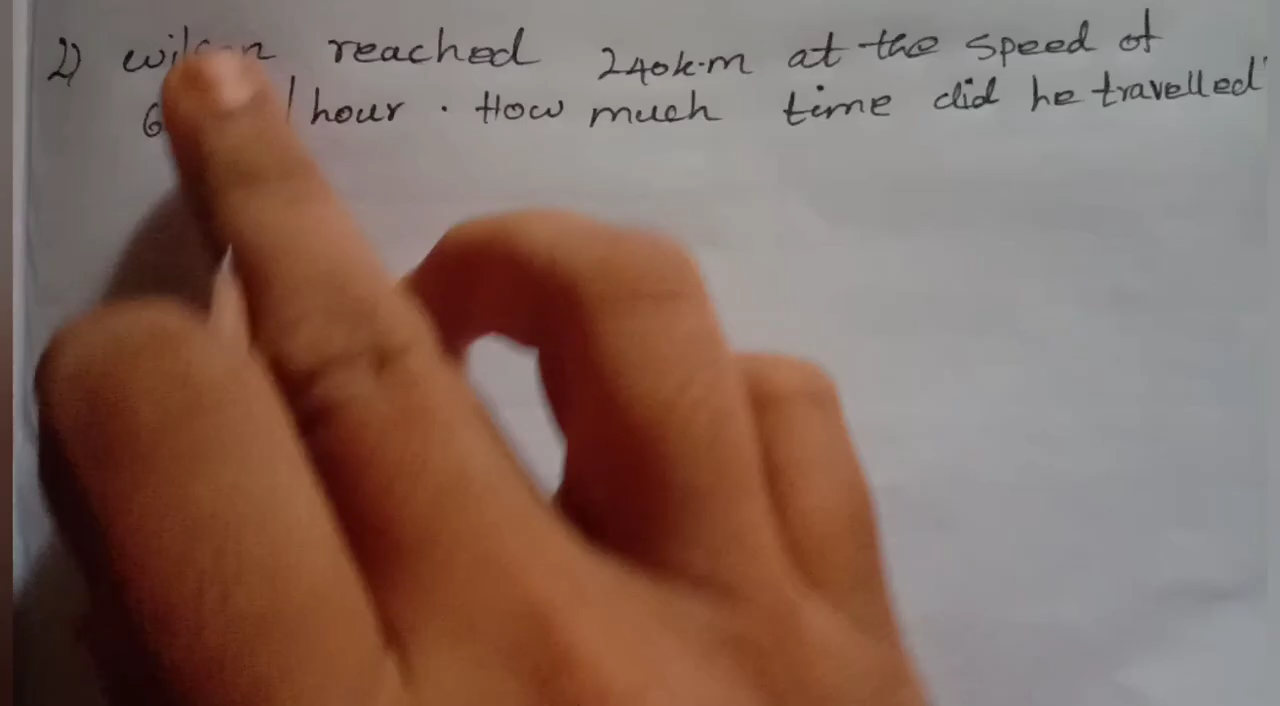 2) reached 240k.m at the speed of
/hour. How much time did he travelled